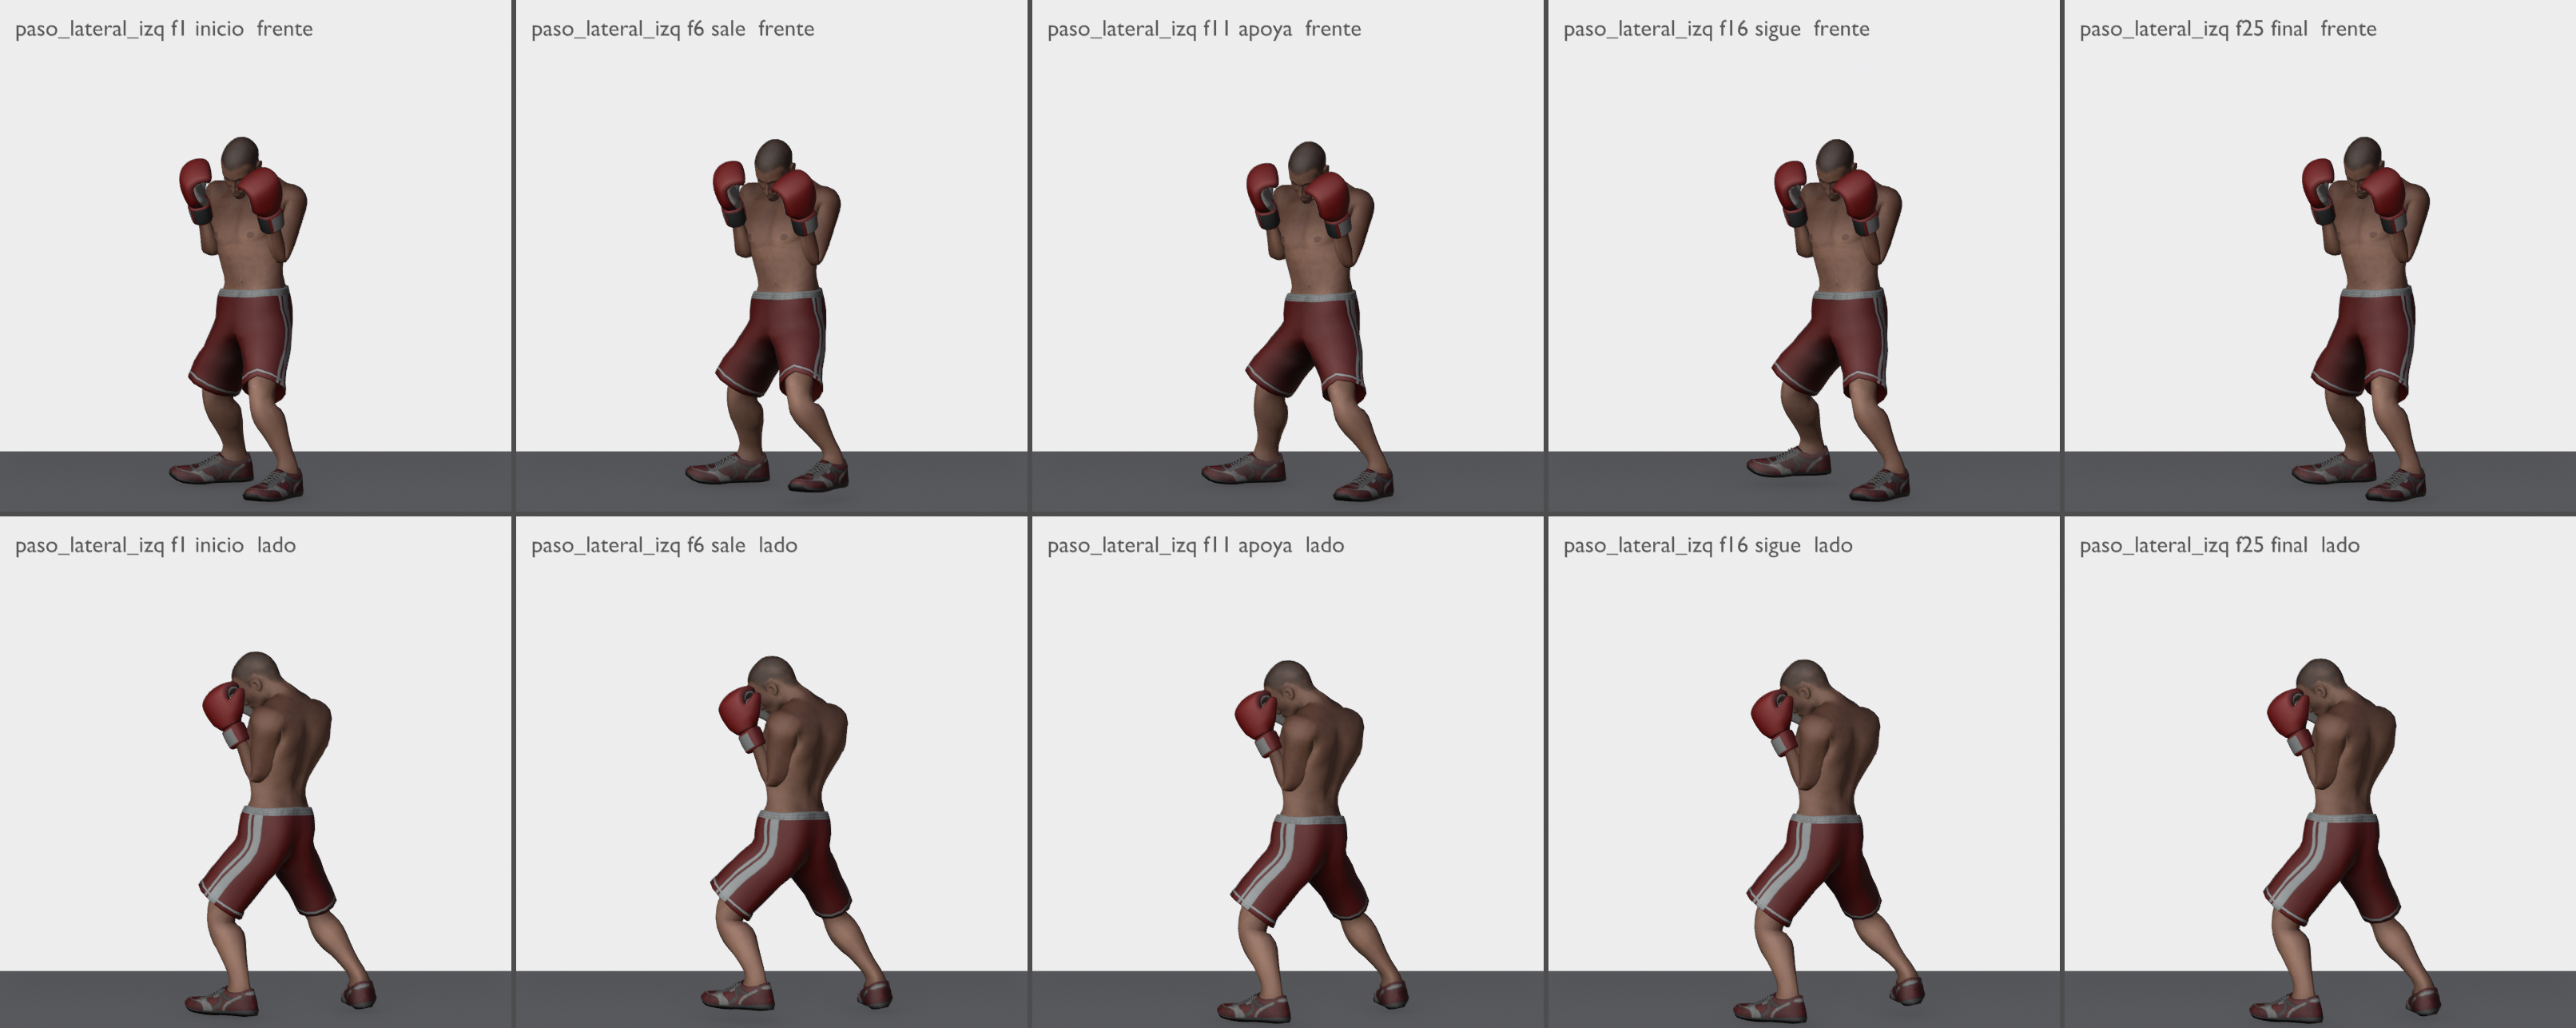 paso_lateral_izq f1 inicio  frente
paso_lateral_izq f6 sale  frente
paso_lateral_izq f11 apoya  frente
paso_lateral_izq f16 sigue  frente
paso_lateral_izq f25 final  frente
paso_lateral_izq f1 inicio  lado
paso_lateral_izq f6 sale  lado
paso_lateral_izq f11 apoya  lado
paso_lateral_izq f16 sigue  lado
paso_lateral_izq f25 final  lado